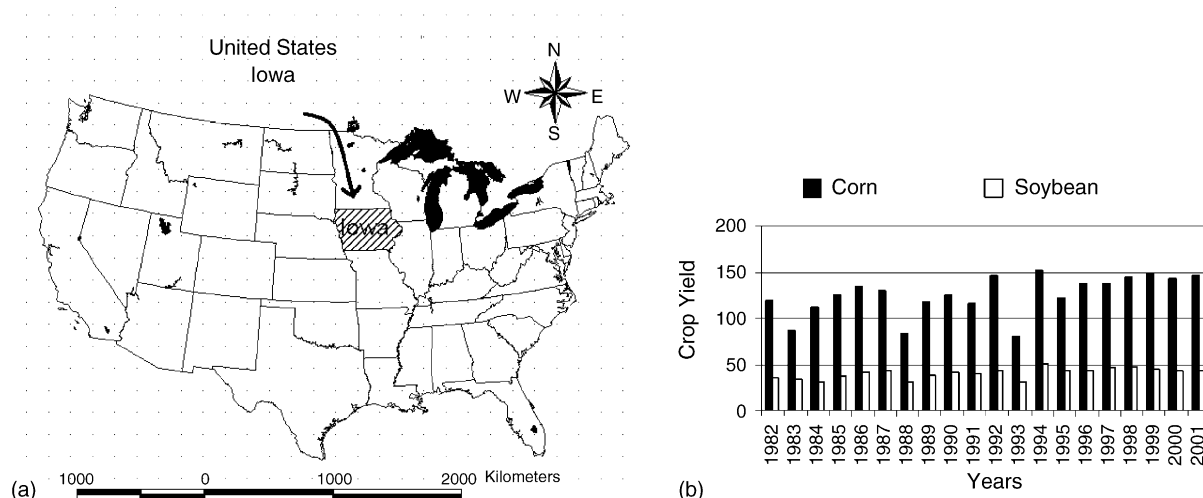 United States
Iowa
N
W
E
S
Iowa
(a)
1000 0 1000 2000 Kilometers
Corn
Soybean
Crop Yield
200
150
100
50
0
1982 1983 1984 1985 1986 1987 1988 1989 1990 1991 1992 1993 1994 1995 1996 1997 1998 1999 2000 2001
Years
(b)